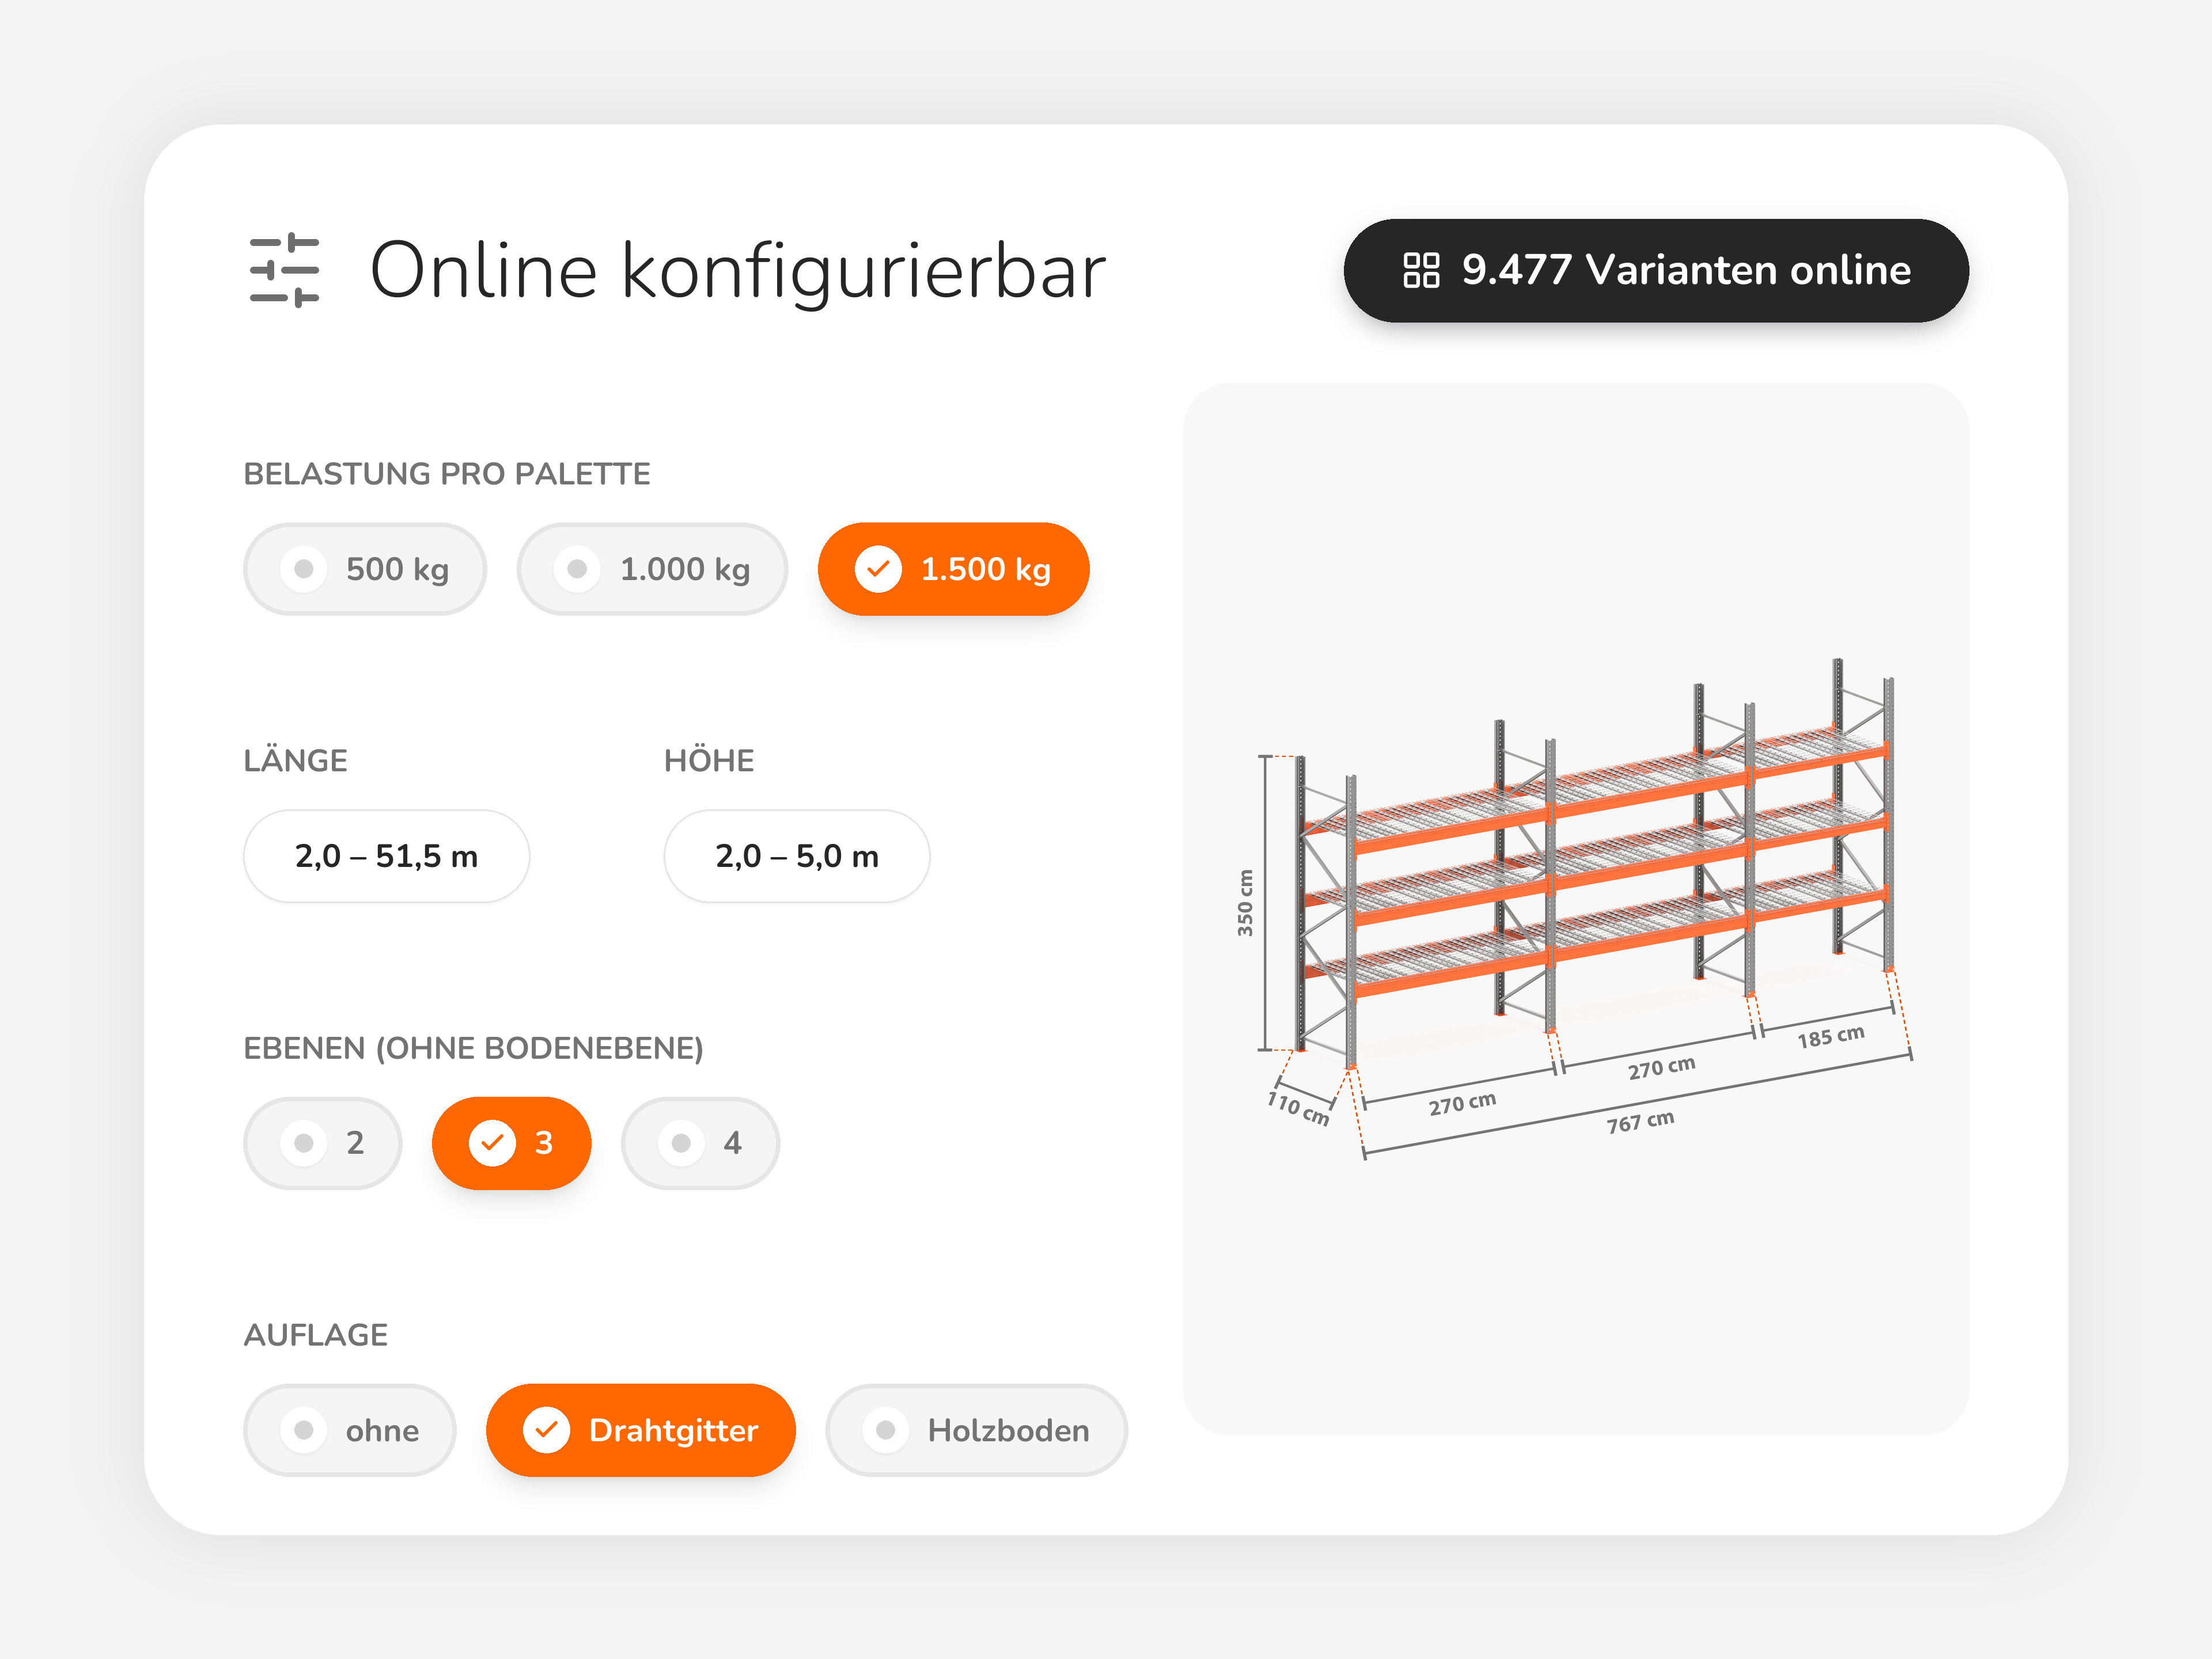 Online konfigurierbar
9.477 Varianten online
BELASTUNG PRO PALETTE
500 kg
1.000 kg
1.500 kg
LÄNGE
HÖHE
2,0 – 51,5 m
2,0 – 5,0 m
EBENEN (OHNE BODENEBENE)
2
3
4
AUFLAGE
ohne
Drahtgitter
Holzboden
350 cm
110 cm
270 cm
270 cm
185 cm
767 cm